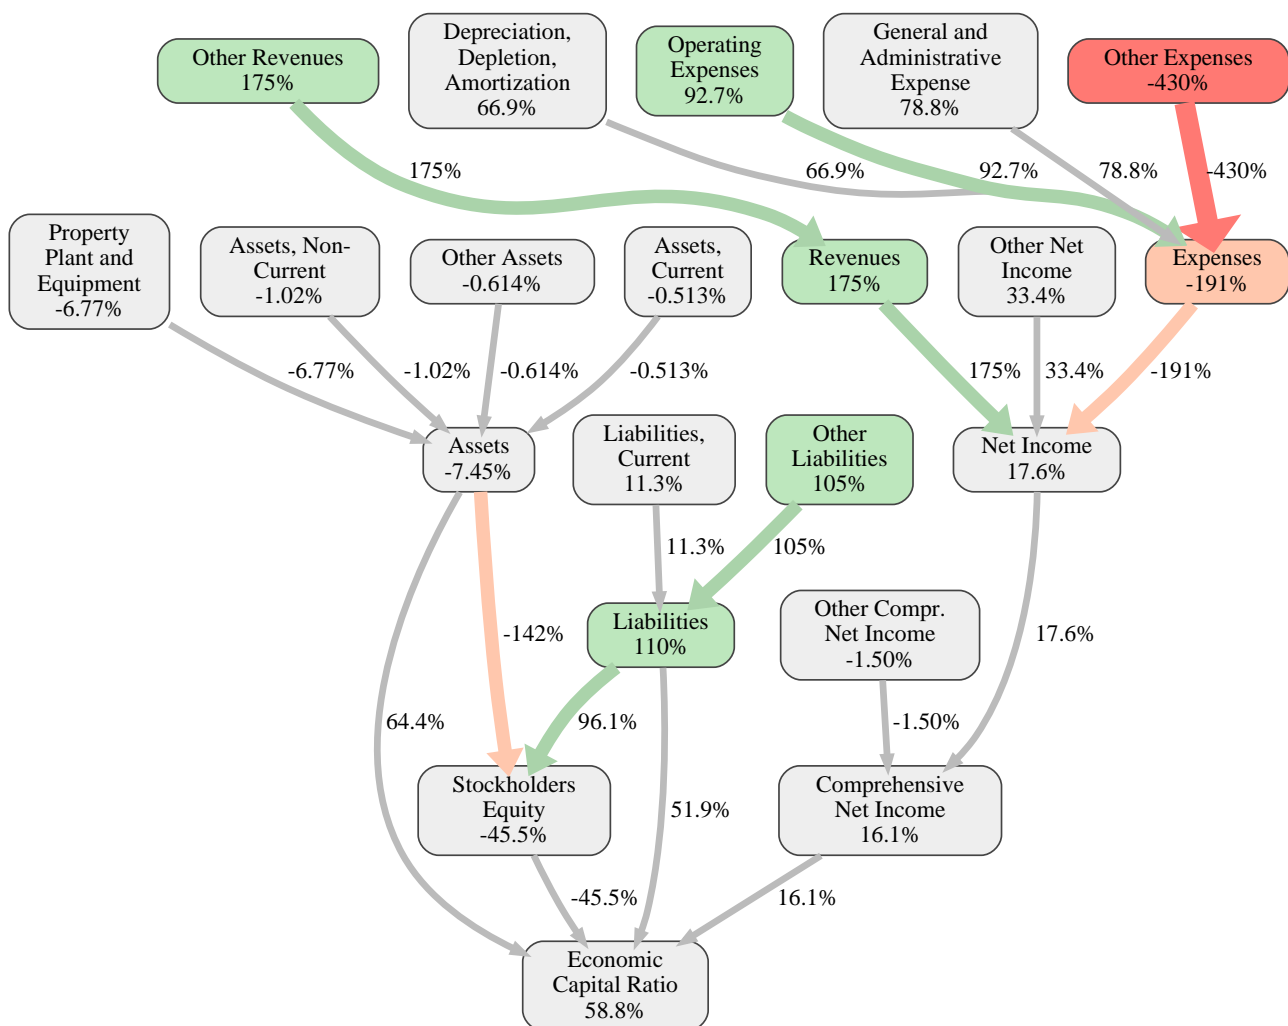 Other Revenues
175%
Depreciation,
Depletion,
Amortization
66.9%
Operating
Expenses
92.7%
General and
Administrative
Expense
78.8%
Other Expenses
-430%
175%
66.9%
92.7%
78.8%
-430%
Property
Plant and
Equipment
-6.77%
Assets, Non-
Current
-1.02%
Other Assets
-0.614%
Assets,
Current
-0.513%
Revenues
175%
Other Net
Income
33.4%
Expenses
-191%
-6.77%
-1.02%
-0.614%
-0.513%
175%
33.4%
-191%
Assets
-7.45%
Liabilities,
Current
11.3%
Other
Liabilities
105%
Net Income
17.6%
11.3%
105%
-142%
Liabilities
110%
Other Compr.
Net Income
-1.50%
17.6%
64.4%
96.1%
-1.50%
Stockholders
Equity
-45.5%
51.9%
Comprehensive
Net Income
16.1%
-45.5%
16.1%
Economic
Capital Ratio
58.8%